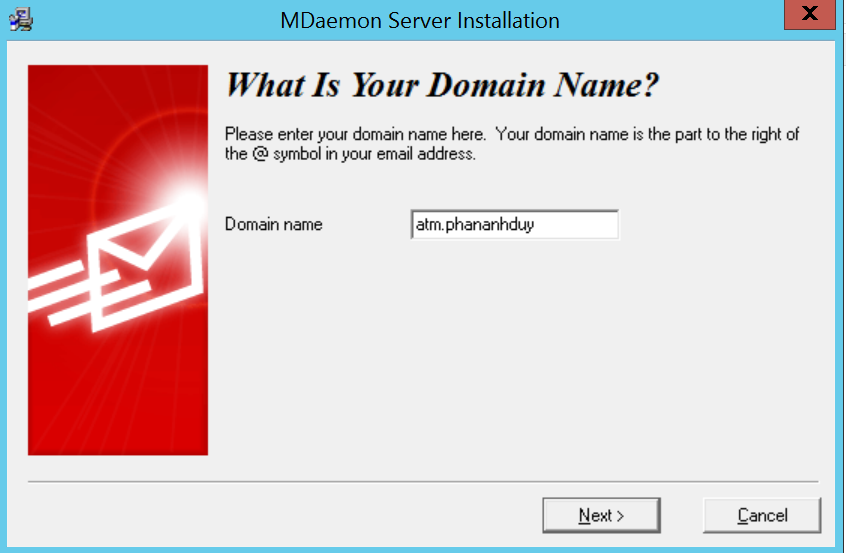 MDaemon Server Installation
What Is Your Domain Name?
Please enter your domain name here.  Your domain name is the part to the right of
the @ symbol in your email address.
Domain name
atm.phananhduy
Next >
Cancel